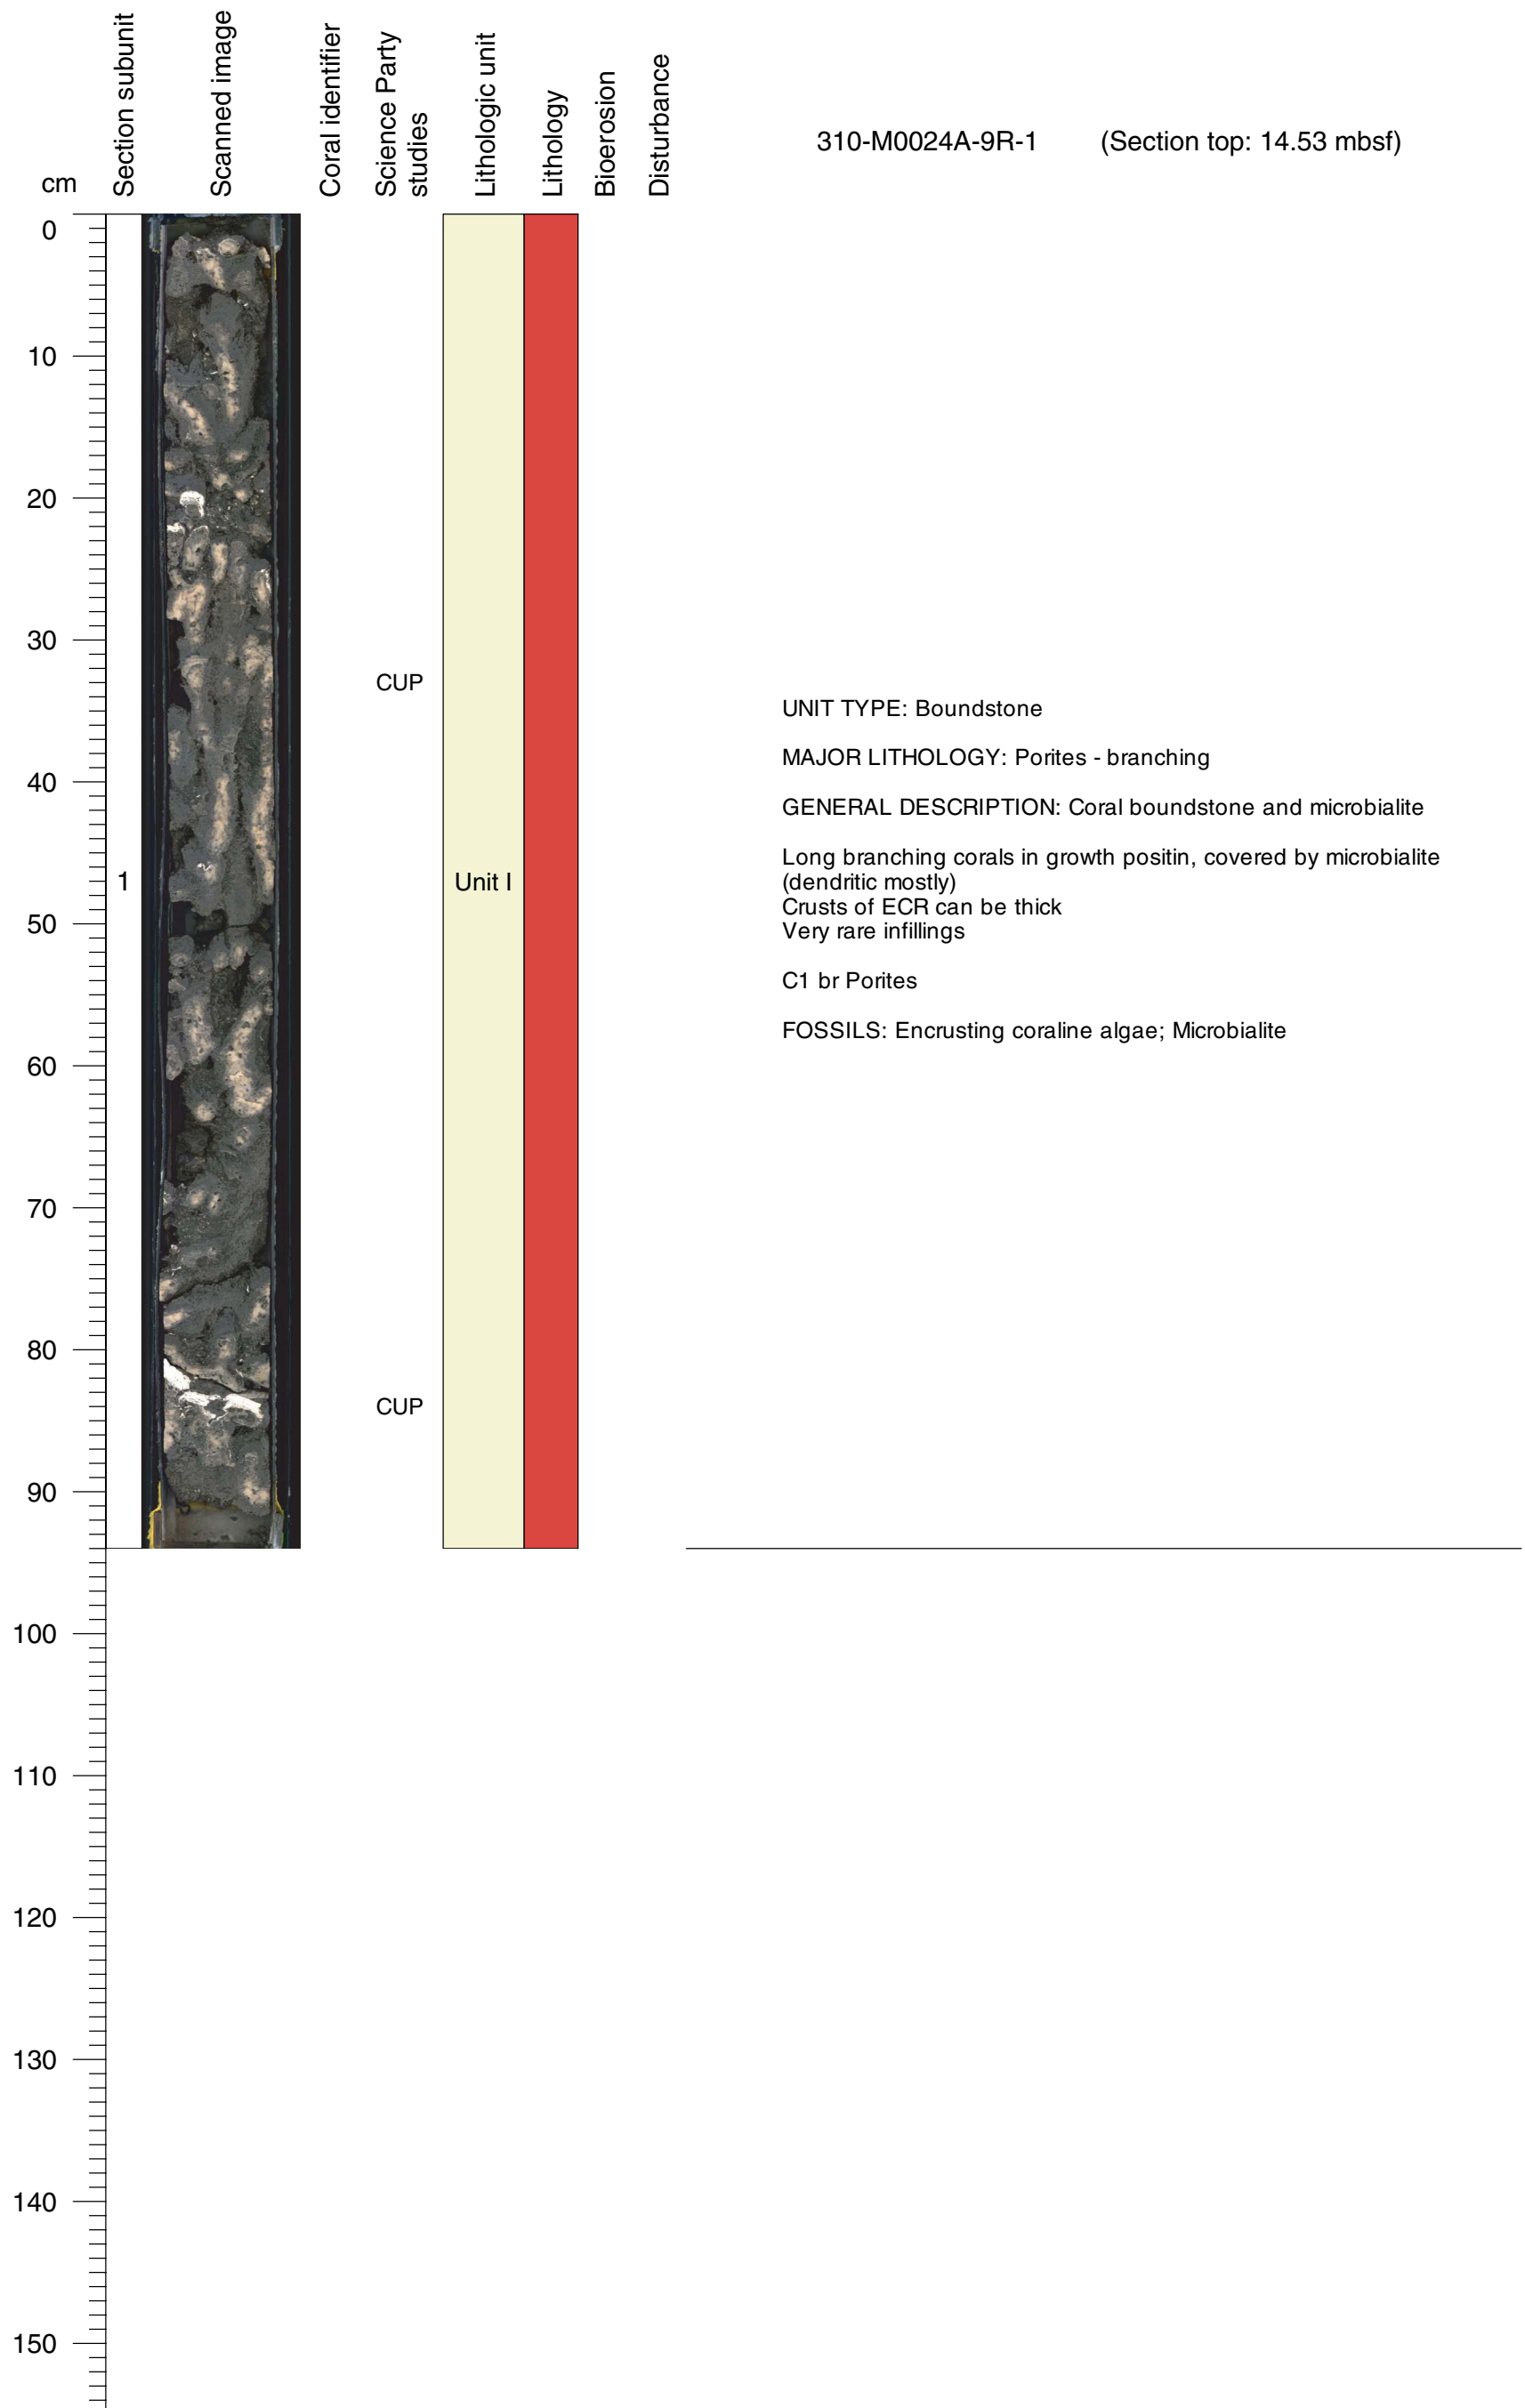 Section subunit
Scanned image
Coral identifier
Science Party
studies
Lithologic unit
Lithology
Bioerosion
Disturbance
310-M0024A-9R-1 (Section top: 14.53 mbsf)
cm
0
10
20
30
CUP
UNIT TYPE: Boundstone
MAJOR LITHOLOGY: Porites - branching
40
GENERAL DESCRIPTION: Coral boundstone and microbialite
Long branching corals in growth positin, covered by microbialite
1
Unit I
(dendritic mostly)
Crusts of ECR can be thick
50
Very rare infillings
C1 br Porites
FOSSILS: Encrusting coraline algae; Microbialite
60
70
80
CUP
90
100
110
120
130
140
150